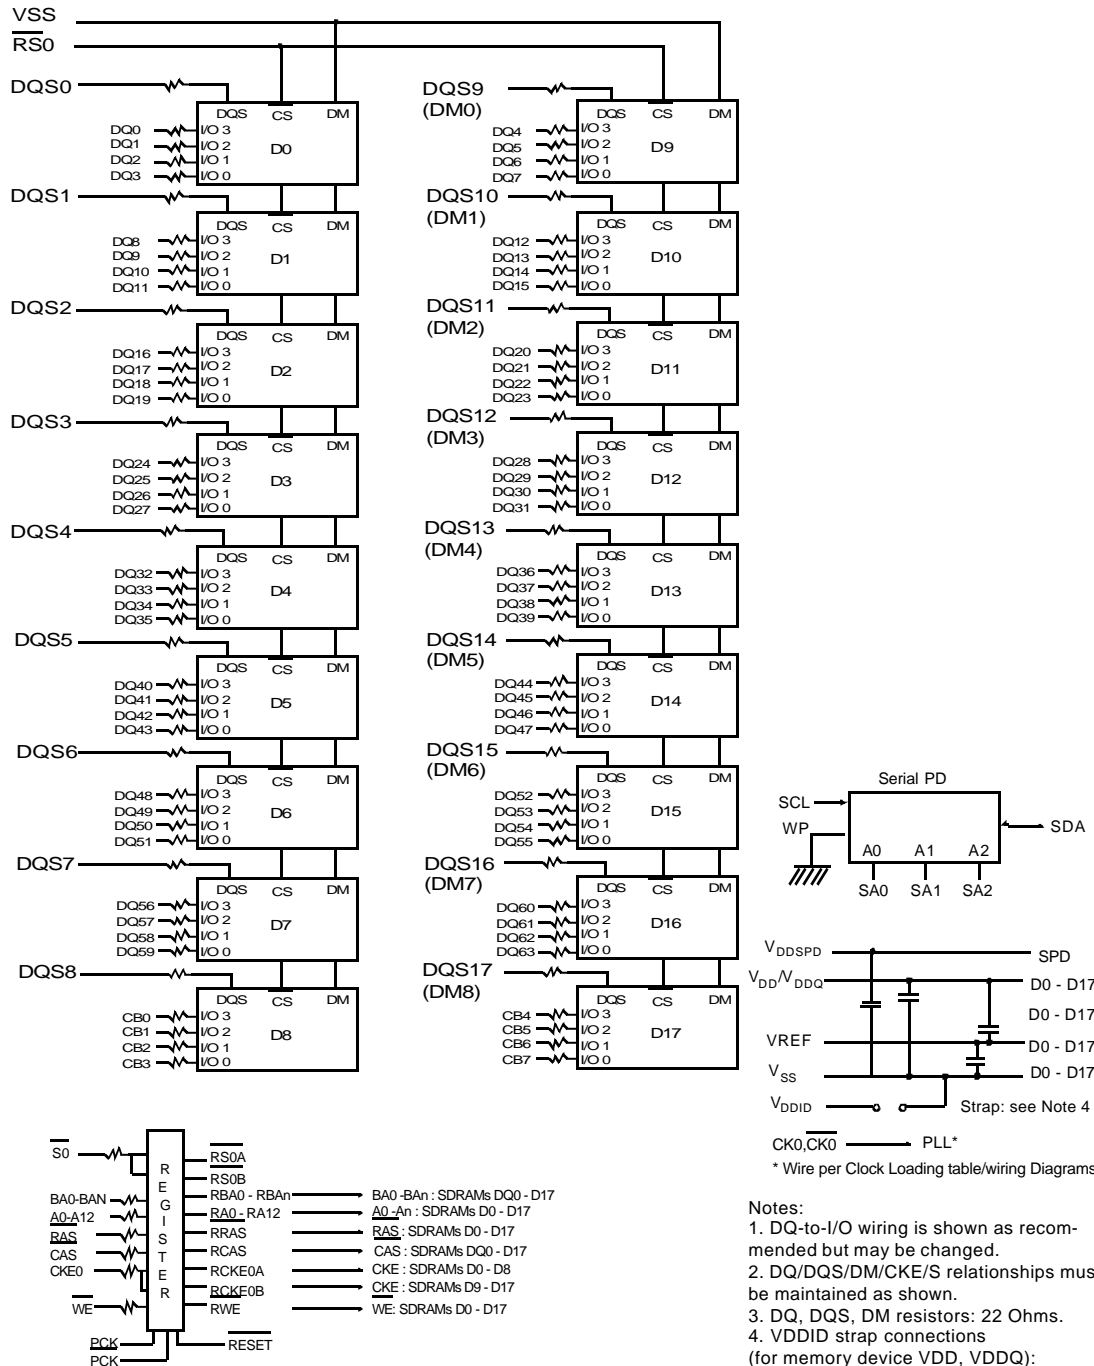 VSS
RS0
DQS0
DQS CS DM
DQ0 I/O 3
DQ1 I/O 2
DQ2 I/O 1
DQ3 I/O 0
D0
DQS1
DQS CS DM
DQ8 I/O 3
DQ9 I/O 2
DQ10 I/O 1
DQ11 I/O 0
D1
DQS2
DQS CS DM
DQ16 I/O 3
DQ17 I/O 2
DQ18 I/O 1
DQ19 I/O 0
D2
DQS3
DQS CS DM
DQ24 I/O 3
DQ25 I/O 2
DQ26 I/O 1
DQ27 I/O 0
D3
DQS4
DQS CS DM
DQ32 I/O 3
DQ33 I/O 2
DQ34 I/O 1
DQ35 I/O 0
D4
DQS5
DQS CS DM
DQ40 I/O 3
DQ41 I/O 2
DQ42 I/O 1
DQ43 I/O 0
D5
DQS6
DQS CS DM
DQ48 I/O 3
DQ49 I/O 2
DQ50 I/O 1
DQ51 I/O 0
D6
DQS7
DQS CS DM
DQ56 I/O 3
DQ57 I/O 2
DQ58 I/O 1
DQ59 I/O 0
D7
DQS8
DQS CS DM
CB0 I/O 3
CB1 I/O 2
CB2 I/O 1
CB3 I/O 0
D8
DQS9
(DM0)
DQS CS DM
DQ4 I/O 3
DQ5 I/O 2
DQ6 I/O 1
DQ7 I/O 0
D9
DQS10
(DM1)
DQS CS DM
DQ12 I/O 3
DQ13 I/O 2
DQ14 I/O 1
DQ15 I/O 0
D10
DQS11
(DM2)
DQS CS DM
DQ20 I/O 3
DQ21 I/O 2
DQ22 I/O 1
DQ23 I/O 0
D11
DQS12
(DM3)
DQS CS DM
DQ28 I/O 3
DQ29 I/O 2
DQ30 I/O 1
DQ31 I/O 0
D12
DQS13
(DM4)
DQS CS DM
DQ36 I/O 3
DQ37 I/O 2
DQ38 I/O 1
DQ39 I/O 0
D13
DQS14
(DM5)
DQS CS DM
DQ44 I/O 3
DQ45 I/O 2
DQ46 I/O 1
DQ47 I/O 0
D14
DQS15
(DM6)
DQS CS DM
DQ52 I/O 3
DQ53 I/O 2
DQ54 I/O 1
DQ55 I/O 0
D15
DQS16
(DM7)
DQS CS DM
DQ60 I/O 3
DQ61 I/O 2
DQ62 I/O 1
DQ63 I/O 0
D16
DQS17
(DM8)
DQS CS DM
CB4 I/O 3
CB5 I/O 2
CB6 I/O 1
CB7 I/O 0
D17
Serial PD
SCL
WP
SDA
A0 A1 A2
SA0 SA1 SA2
VDDSPD SPD
VDD/VDDQ D0 - D17
D0 - D17
VREF D0 - D17
VSS D0 - D17
VDDID Strap: see Note 4
CK0,CK0 PLL*
* Wire per Clock Loading table/wiring Diagrams
Notes:
1. DQ-to-I/O wiring is shown as recom-
mended but may be changed.
2. DQ/DQS/DM/CKE/S relationships mus
be maintained as shown.
3. DQ, DQS, DM resistors: 22 Ohms.
4. VDDID strap connections
(for memory device VDD, VDDQ):
REGISTER
S0 RS0A
RS0B
BA0-BAN RBA0 - RBAn BA0 -BAn : SDRAMs DQ0 - D17
A0-A12 RA0 - RA12 A0 -An : SDRAMs D0 - D17
RAS RRAS RAS : SDRAMs D0 - D17
CAS RCAS CAS : SDRAMs DQ0 - D17
CKE0 RCKE0A CKE : SDRAMs D0 - D8
RCKE0B CKE : SDRAMs D9 - D17
WE RWE WE: SDRAMs D0 - D17
PCK RESET
PCK